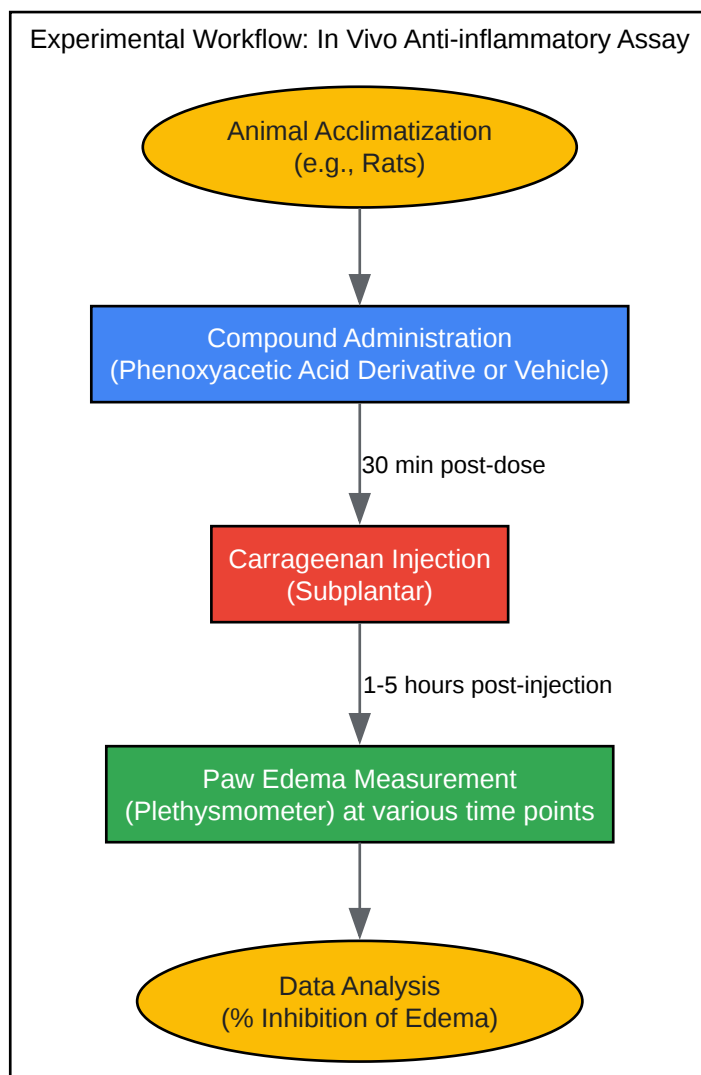 Experimental Workflow: In Vivo Anti-inflammatory Assay
Animal Acclimatization
(e.g., Rats)
Compound Administration
(Phenoxyacetic Acid Derivative or Vehicle)
30 min post-dose
Carrageenan Injection
(Subplantar)
1-5 hours post-injection
Paw Edema Measurement
(Plethysmometer) at various time points
Data Analysis
(% Inhibition of Edema)